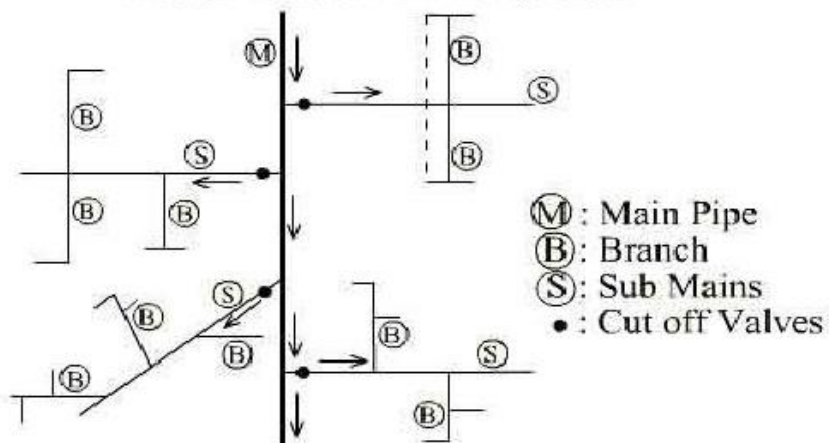 M
B
S
B
S
B
B
B
M : Main Pipe
B : Branch
S : Sub Mains
• : Cut off Valves
S
B
B
B
S
B
B